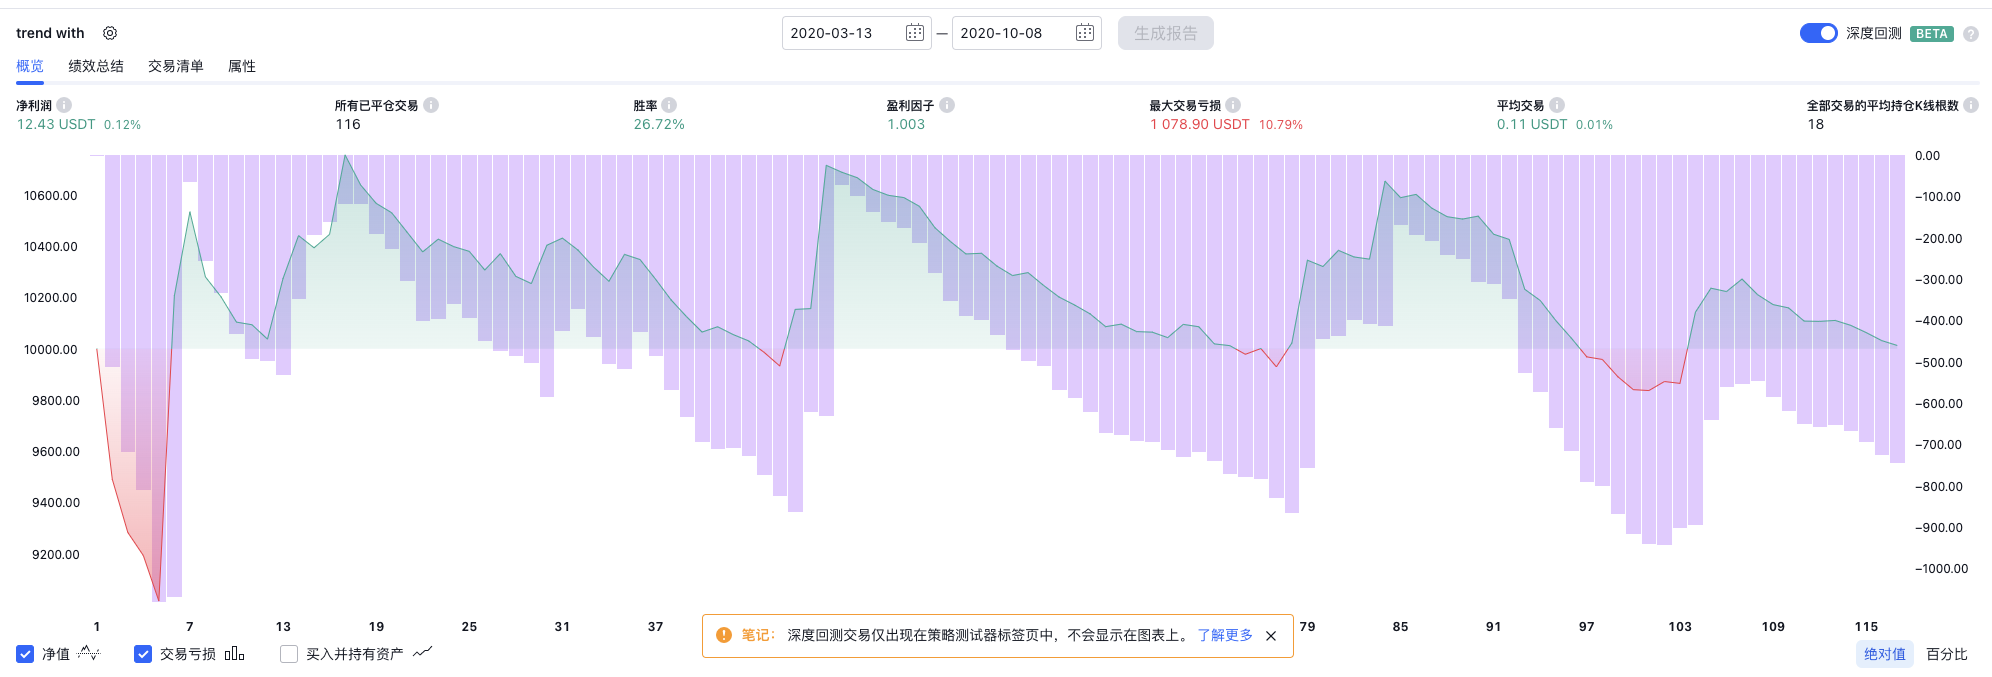 trend with
2020-03-13 — 2020-10-08 生成报告
深度回测 BETA ?
概览 绩效总结 交易清单 属性
净利润 所有已平仓交易 胜率 盈利因子 最大交易亏损 平均交易 全部交易的平均持仓K线根数
12.43 USDT 0.12% 116 26.72% 1.003 1 078.90 USDT 10.79% 0.11 USDT 0.01% 18
10600.00
10400.00
10200.00
10000.00
9800.00
9600.00
9400.00
9200.00
0.00
−100.00
−200.00
−300.00
−400.00
−500.00
−600.00
−700.00
−800.00
−900.00
−1000.00
1 7 13 19 25 31 37 79 85 91 97 103 109 115
笔记： 深度回测交易仅出现在策略测试器标签页中，不会显示在图表上。 了解更多
净值 交易亏损 买入并持有资产
绝对值 百分比